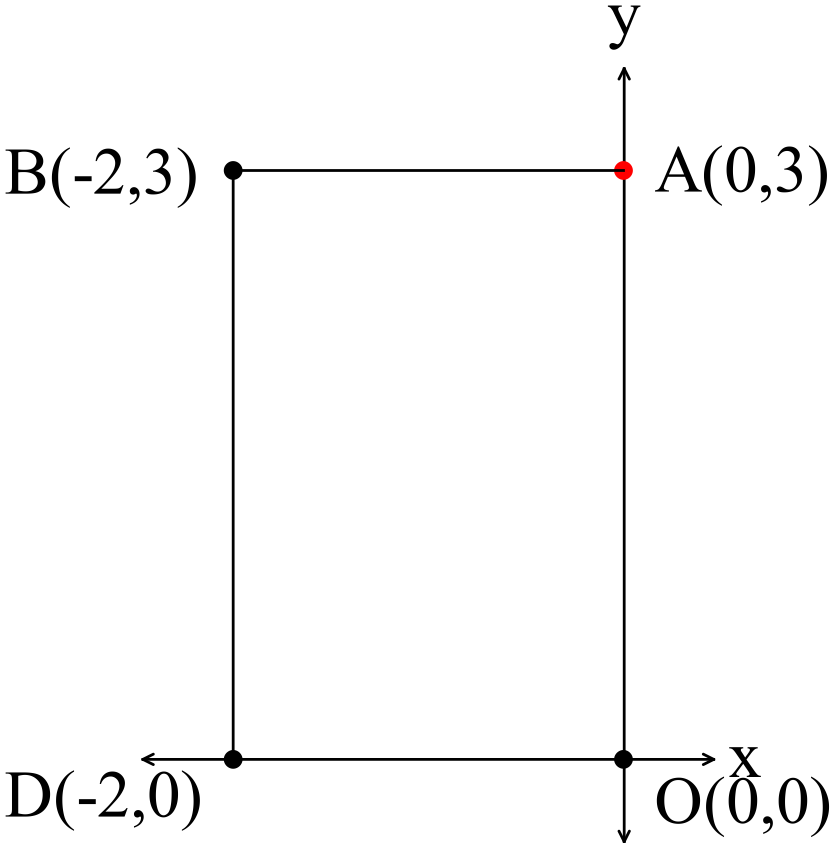 y
B(-2,3)
A(0,3)
x
D(-2,0)
O(0,0)